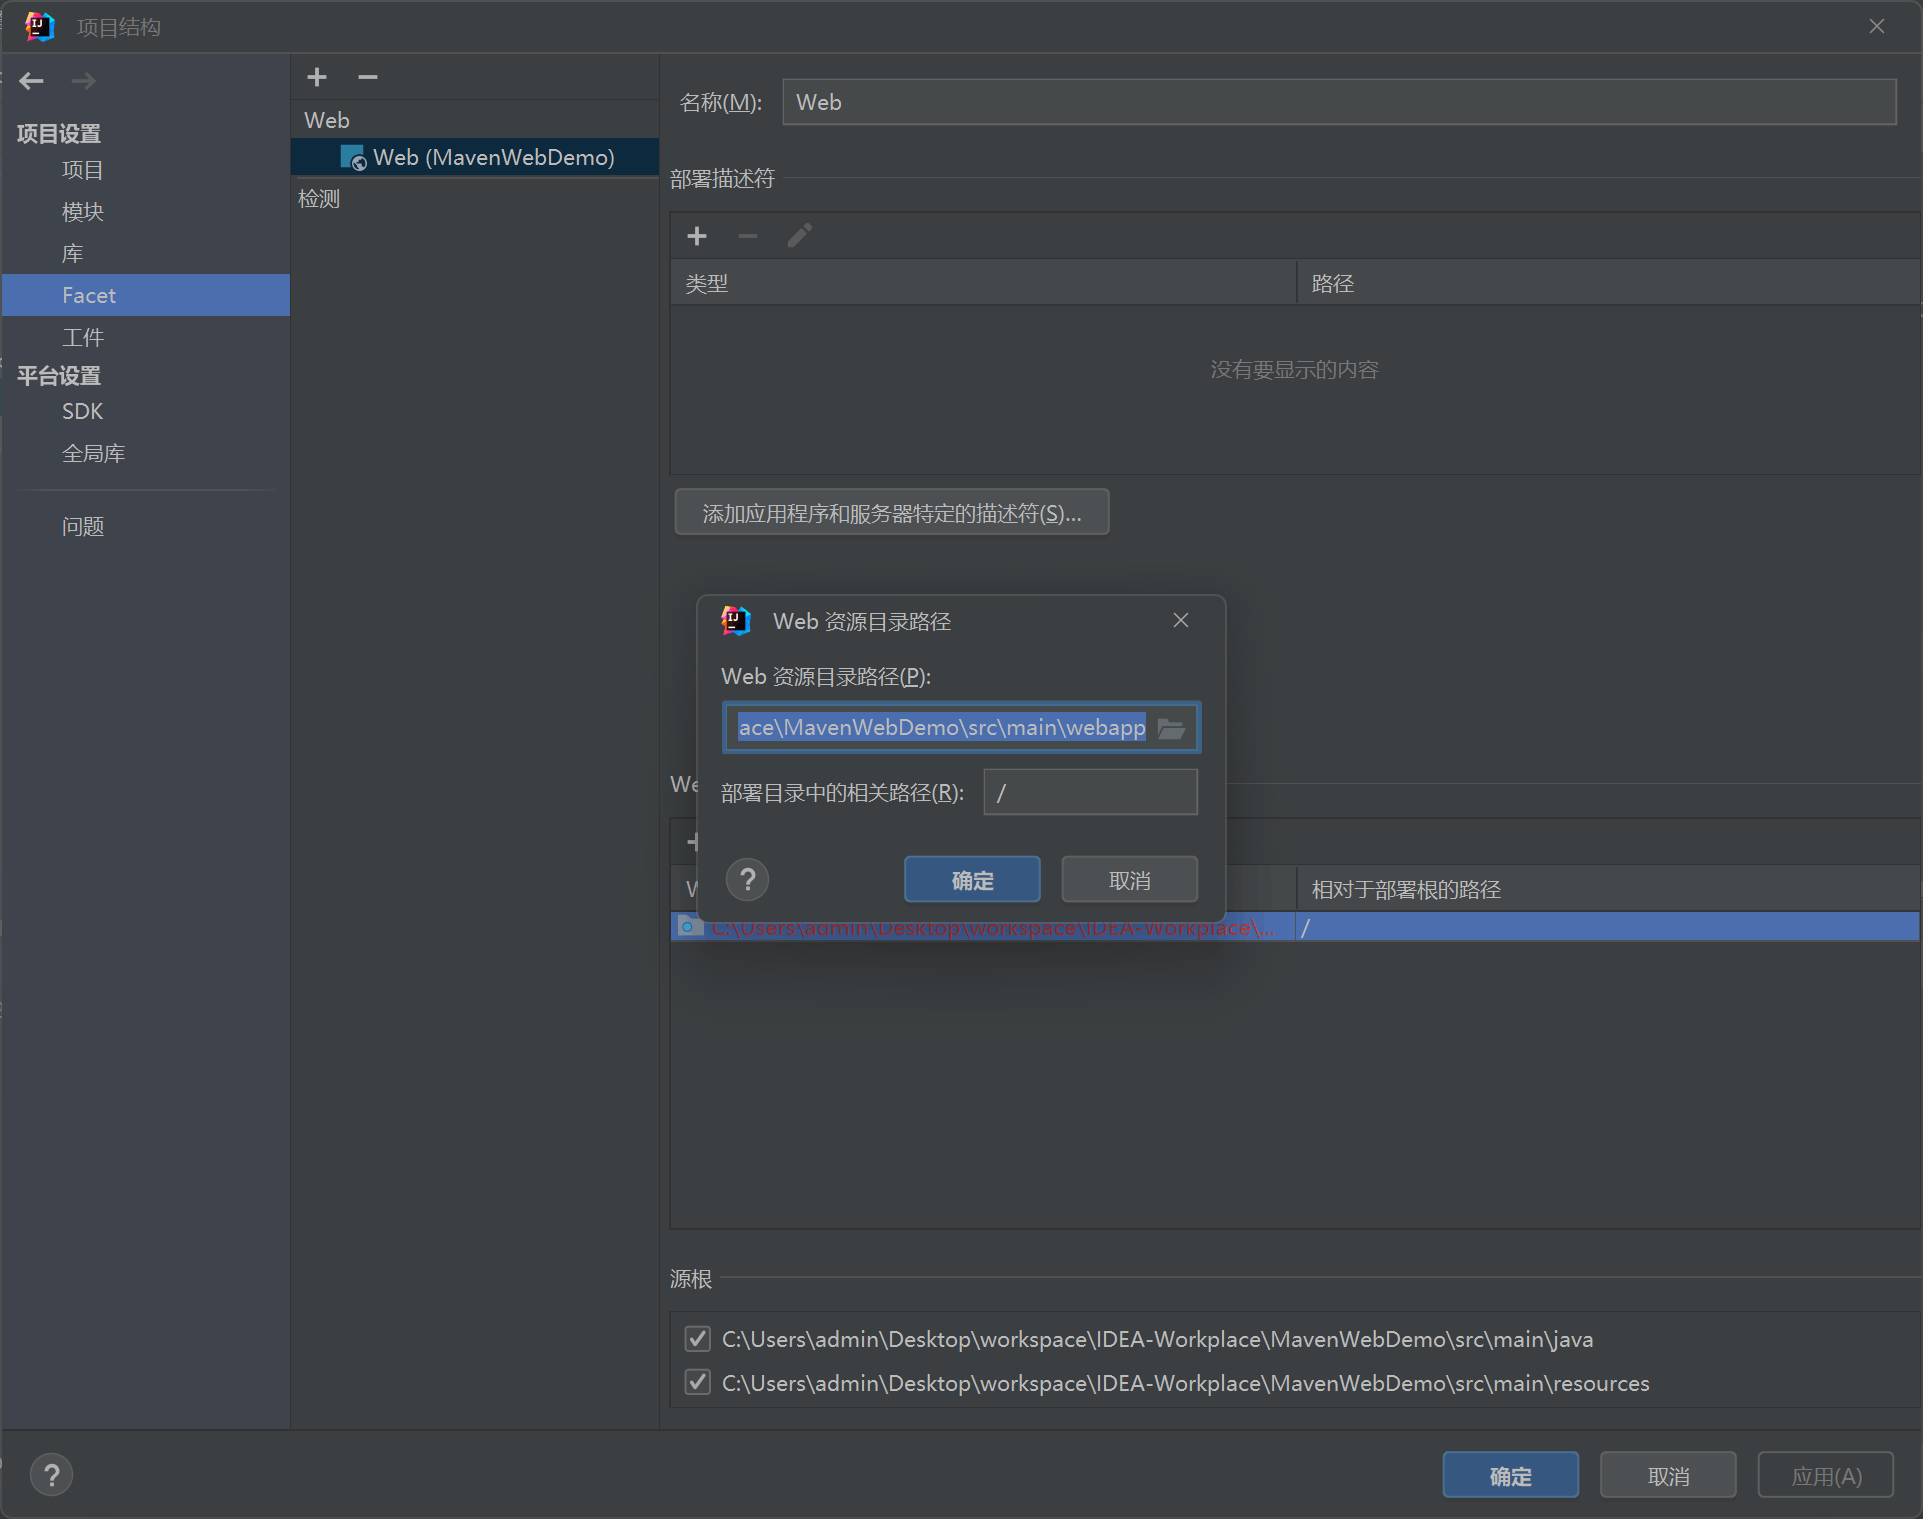 项目结构
项目设置
项目
模块
库
Facet
工件
平台设置
SDK
全局库
问题
Web
Web (MavenWebDemo)
检测
名称(M):
Web
部署描述符
类型
路径
没有要显示的内容
添加应用程序和服务器特定的描述符(S)...
Web 资源目录路径
Web 资源目录路径(P):
ace\MavenWebDemo\src\main\webapp
部署目录中的相关路径(R):
/
?
确定
取消
相对于部署根的路径
C:\Users\admin\Desktop\workspace\IDEA-Workplace\...
/
源根
C:\Users\admin\Desktop\workspace\IDEA-Workplace\MavenWebDemo\src\main\java
C:\Users\admin\Desktop\workspace\IDEA-Workplace\MavenWebDemo\src\main\resources
?
确定
取消
应用(A)